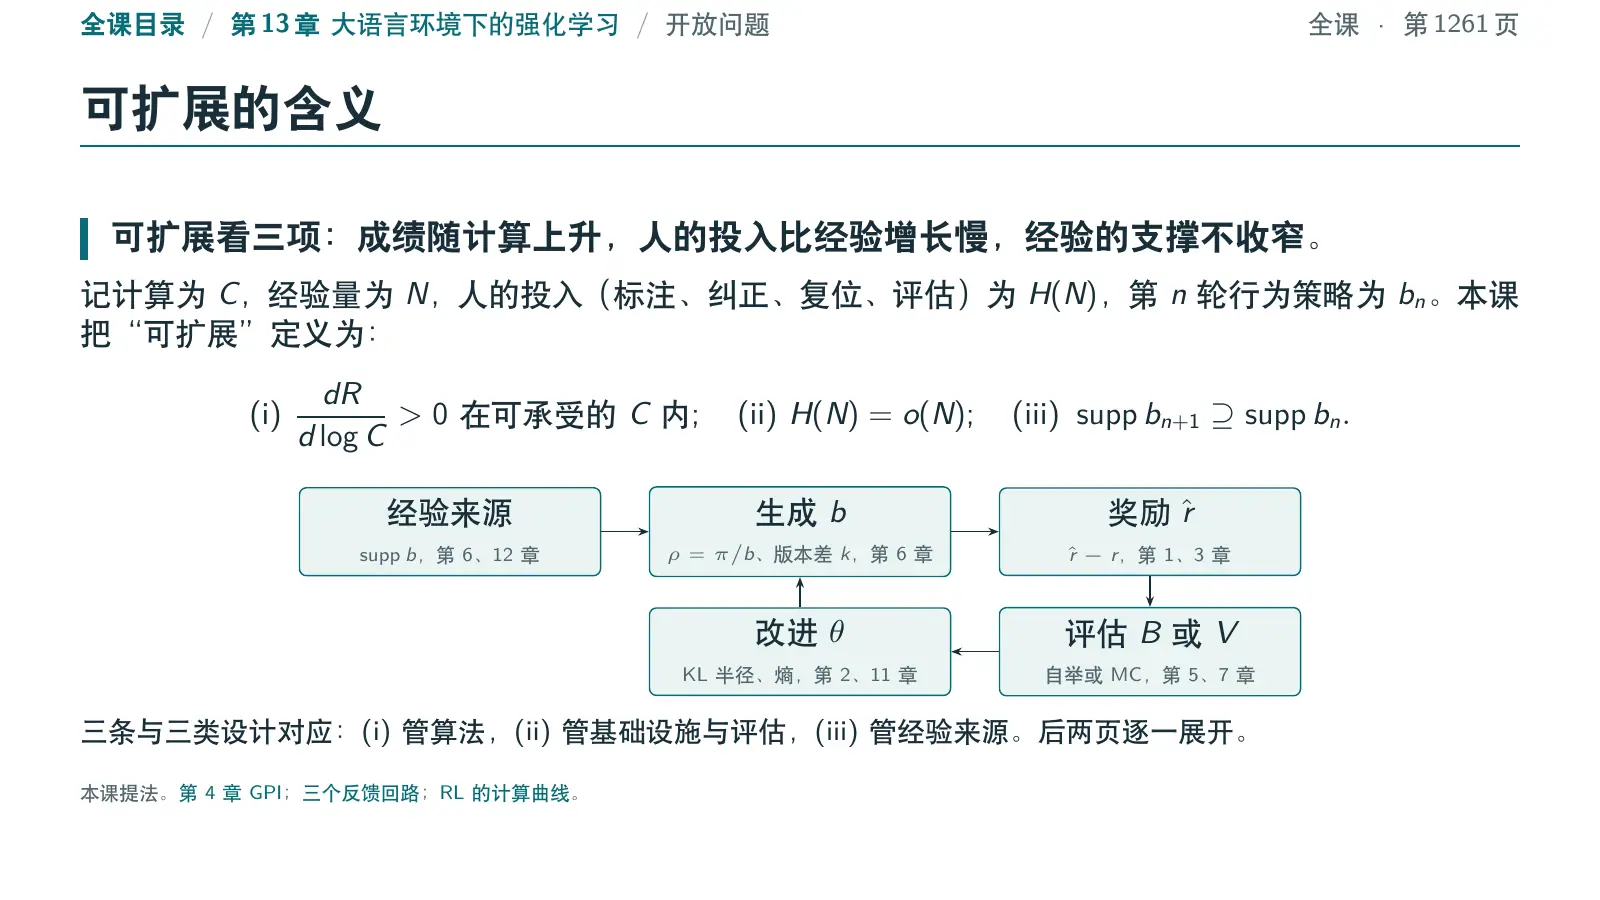 全课目录 / 第 13 章 大语言环境下的强化学习 / 开放问题
全课 · 第 1261 页
可扩展的含义
可扩展看三项：成绩随计算上升，人的投入比经验增长慢，经验的支撑不收窄。
记计算为 C，经验量为 N，人的投入（标注、纠正、复位、评估）为 H(N)，第 n 轮行为策略为 bₙ。本课
把“可扩展”定义为：
(i) dR / d log C > 0 在可承受的 C 内； (ii) H(N) = o(N)； (iii) supp bₙ₊₁ ⊇ supp bₙ.
经验来源
supp b，第 6、12 章
生成 b
ρ = π/b、版本差 k，第 6 章
奖励 r̂
r̂ − r，第 1、3 章
改进 θ
KL 半径、熵，第 2、11 章
评估 B 或 V
自举或 MC，第 5、7 章
三条与三类设计对应：(i) 管算法，(ii) 管基础设施与评估，(iii) 管经验来源。后两页逐一展开。
本课提法。第 4 章 GPI；三个反馈回路；RL 的计算曲线。